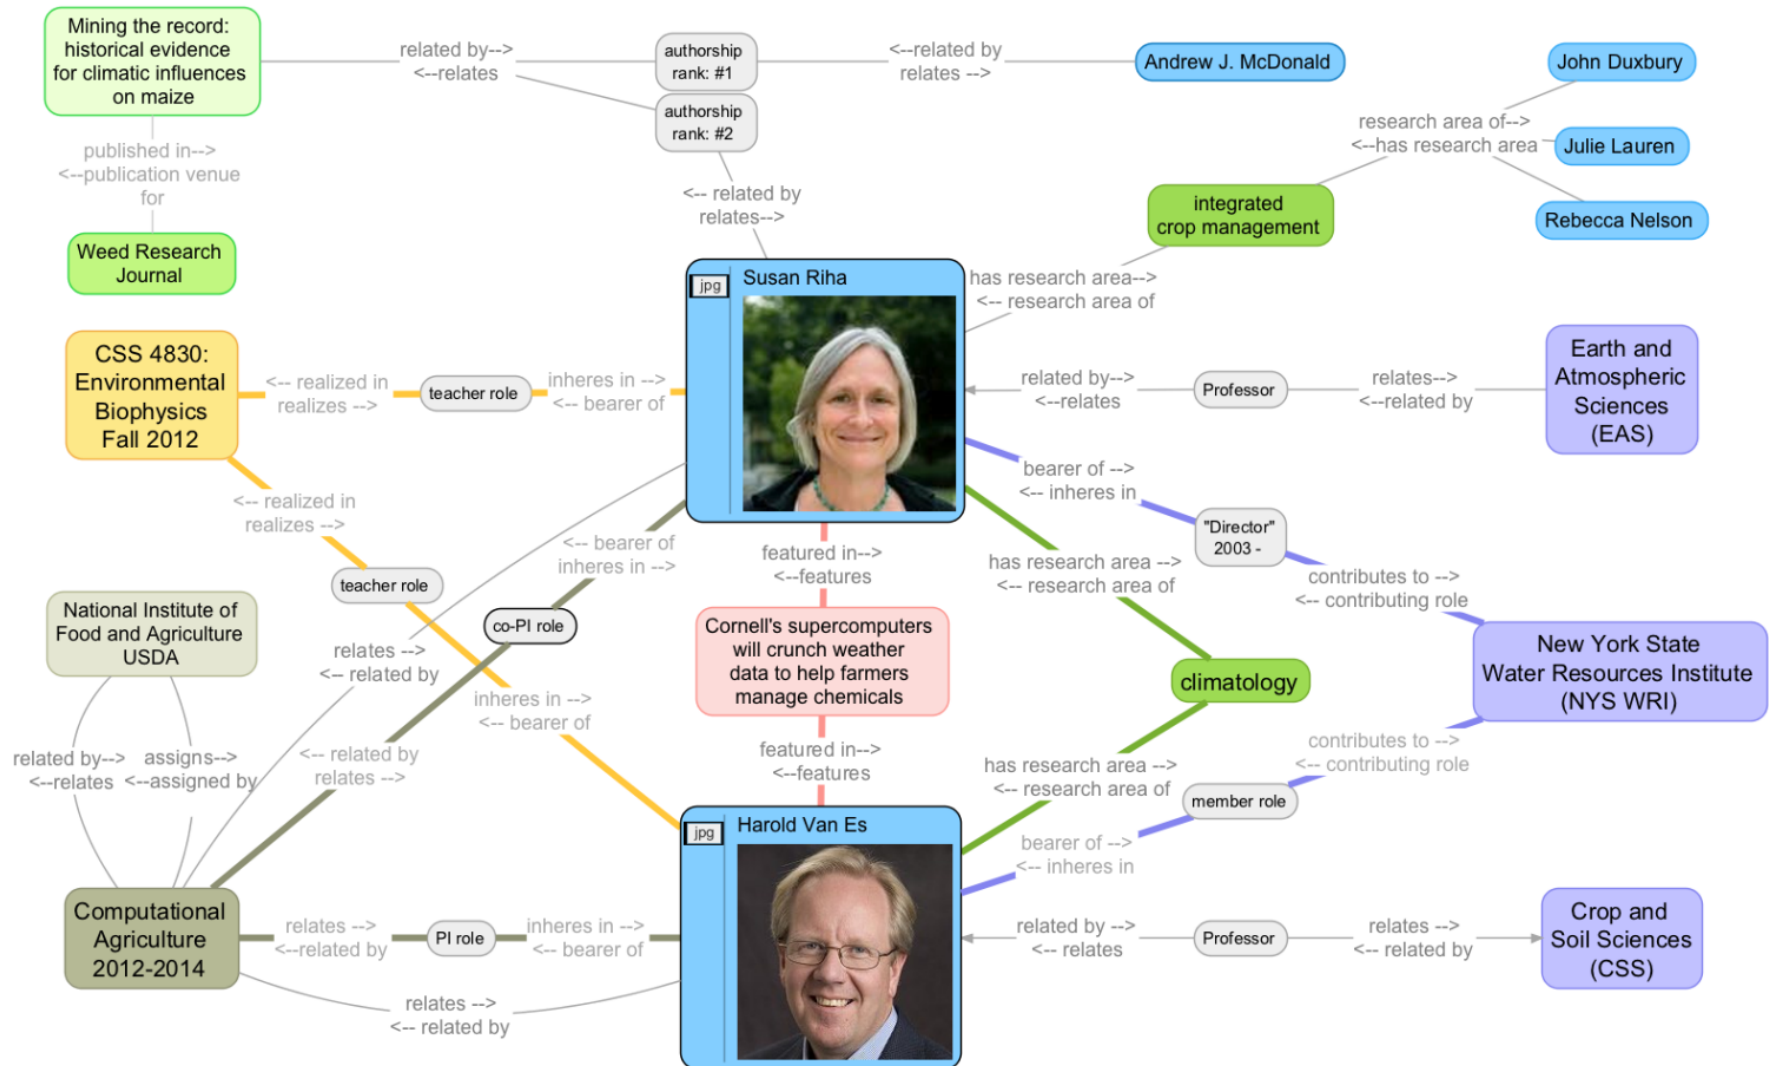 Mining the record:
historical evidence
for climatic influences
on maize
related by-->
<--relates
authorship
rank: #1
<--related by
relates -->
Andrew J. McDonald
John Duxbury
authorship
rank: #2
research area of-->
<--has research area
Julie Lauren
published in-->
<--publication venue
for
<-- related by
relates-->
integrated
crop management
Rebecca Nelson
Weed Research
Journal
jpg
Susan Riha
has research area-->
<-- research area of
CSS 4830:
Environmental
Biophysics
Fall 2012
<-- realized in
realizes -->
teacher role
inheres in -->
<-- bearer of
related by-->
<--relates
Professor
relates-->
<--related by
Earth and
Atmospheric
Sciences
(EAS)
bearer of -->
<-- inheres in
<-- realized in
realizes -->
"Director"
2003 -
<-- bearer of
inheres in -->
featured in-->
<--features
has research area -->
<-- research area of
contributes to -->
<-- contributing role
teacher role
National Institute of
Food and Agriculture
USDA
co-PI role
Cornell's supercomputers
will crunch weather
data to help farmers
manage chemicals
relates -->
<-- related by
climatology
New York State
Water Resources Institute
(NYS WRI)
inheres in -->
<-- bearer of
related by-->
<--relates
assigns-->
<--assigned by
<-- related by
relates -->
featured in-->
<--features
has research area -->
<-- research area of
contributes to -->
<-- contributing role
member role
jpg
Harold Van Es
bearer of -->
<-- inheres in
Computational
Agriculture
2012-2014
relates -->
<--related by
PI role
inheres in -->
<-- bearer of
related by -->
<-- relates
Professor
relates -->
<-- related by
Crop and
Soil Sciences
(CSS)
relates -->
<-- related by